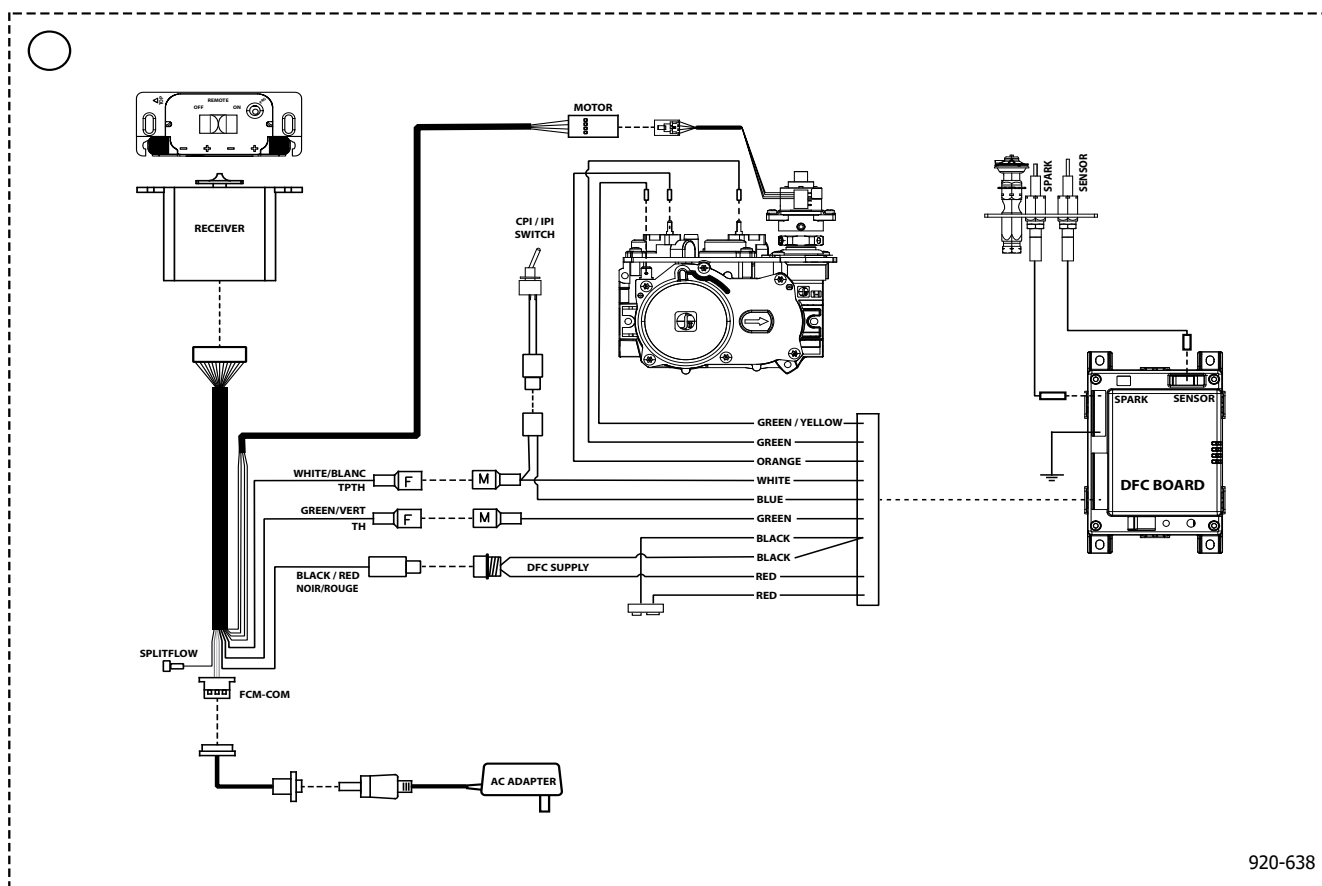 TOP
REMOTE
OFF ON
MOTOR
RECEIVER
CPI / IPI
SWITCH
SPARK
SENSOR
SPARK SENSOR
DFC BOARD
GREEN / YELLOW
GREEN
ORANGE
WHITE/BLANC
TPTH
F
M
WHITE
BLUE
GREEN/VERT
TH
F
M
GREEN
BLACK
BLACK
BLACK / RED
NOIR/ROUGE
DFC SUPPLY
RED
RED
SPLITFLOW
FCM-COM
AC ADAPTER
920-638